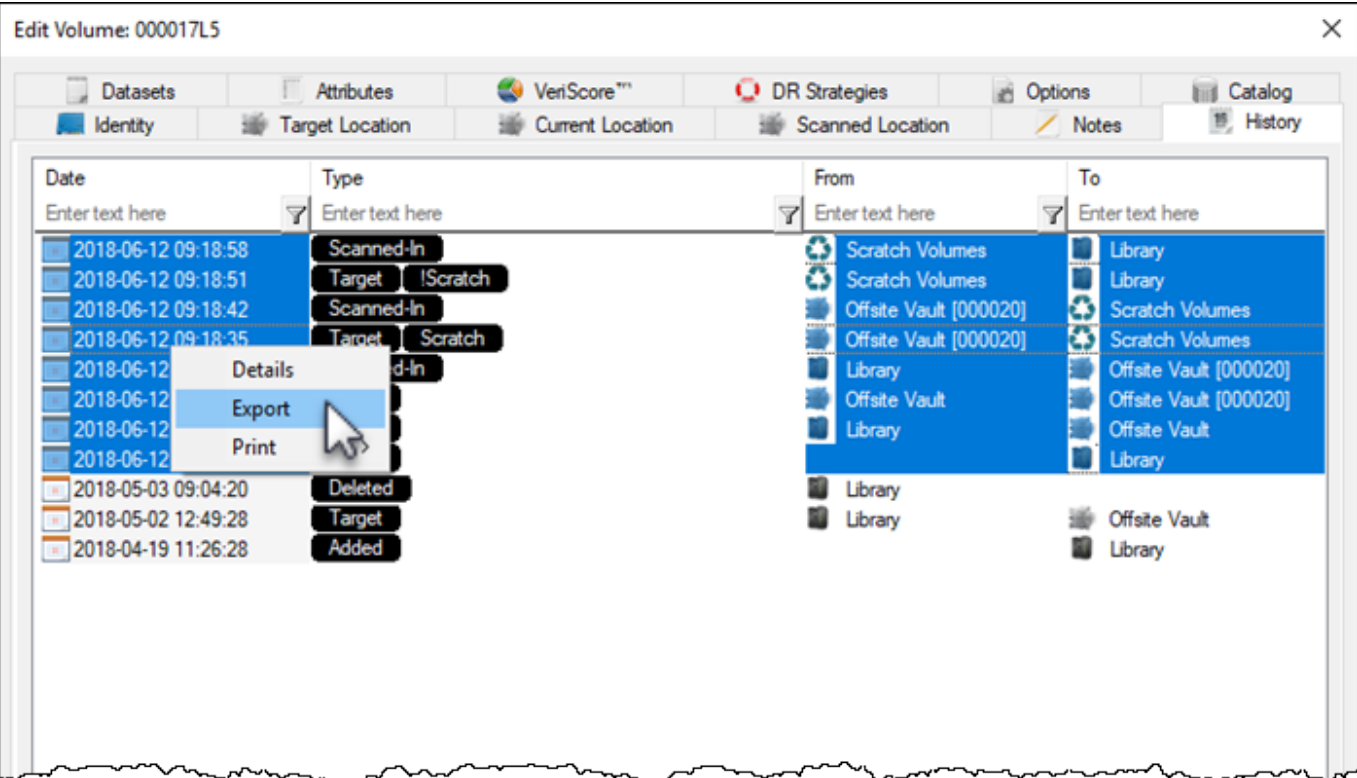 Edit Volume: 000017L5
Datasets Attributes VeriScore™ DR Strategies Options Catalog
Identity Target Location Current Location Scanned Location Notes History
Date Type From To
Enter text here Enter text here Enter text here Enter text here
2018-06-12 09:18:58 Scanned-In Scratch Volumes Library
2018-06-12 09:18:51 Target !Scratch Scratch Volumes Library
2018-06-12 09:18:42 Scanned-In Offsite Vault [000020] Scratch Volumes
2018-06-12 09:18:35 Target Scratch Offsite Vault [000020] Scratch Volumes
2018-06-12 d-In Library Offsite Vault [000020]
2018-06-12 Offsite Vault Offsite Vault [000020]
2018-06-12 Library Offsite Vault
2018-06-12 Library
Details
Export
Print
2018-05-03 09:04:20 Deleted Library
2018-05-02 12:49:28 Target Library Offsite Vault
2018-04-19 11:26:28 Added Library